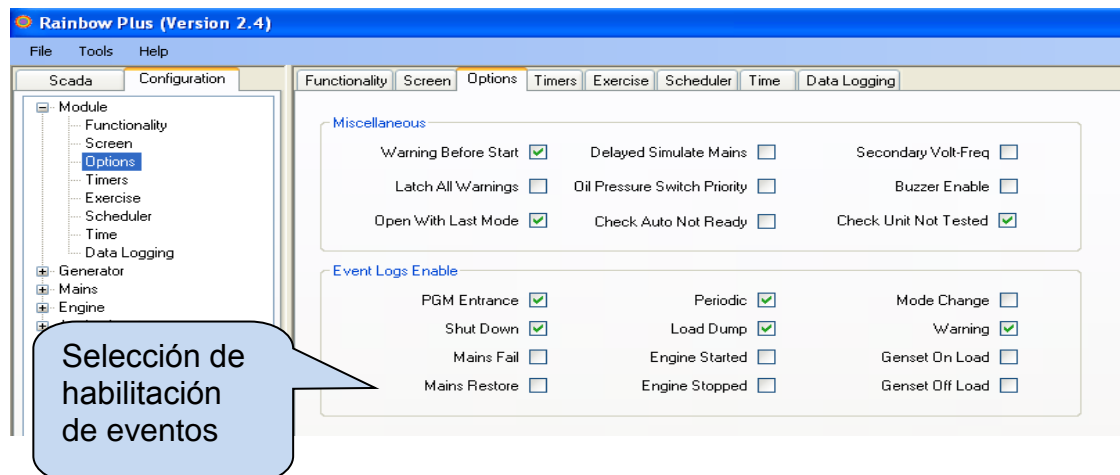 Rainbow Plus (Version 2.4)
File Tools Help
Scada Configuration
Module
Functionality
Screen
Options
Timers
Exercise
Scheduler
Time
Data Logging
Generator
Mains
Engine
Functionality Screen Options Timers Exercise Scheduler Time Data Logging
Miscellaneous
Warning Before Start Delayed Simulate Mains Secondary Volt-Freq
Latch All Warnings Oil Pressure Switch Priority Buzzer Enable
Open With Last Mode Check Auto Not Ready Check Unit Not Tested
Event Logs Enable
PGM Entrance Periodic Mode Change
Shut Down Load Dump Warning
Mains Fail Engine Started Genset On Load
Mains Restore Engine Stopped Genset Off Load
Selección de
habilitación
de eventos